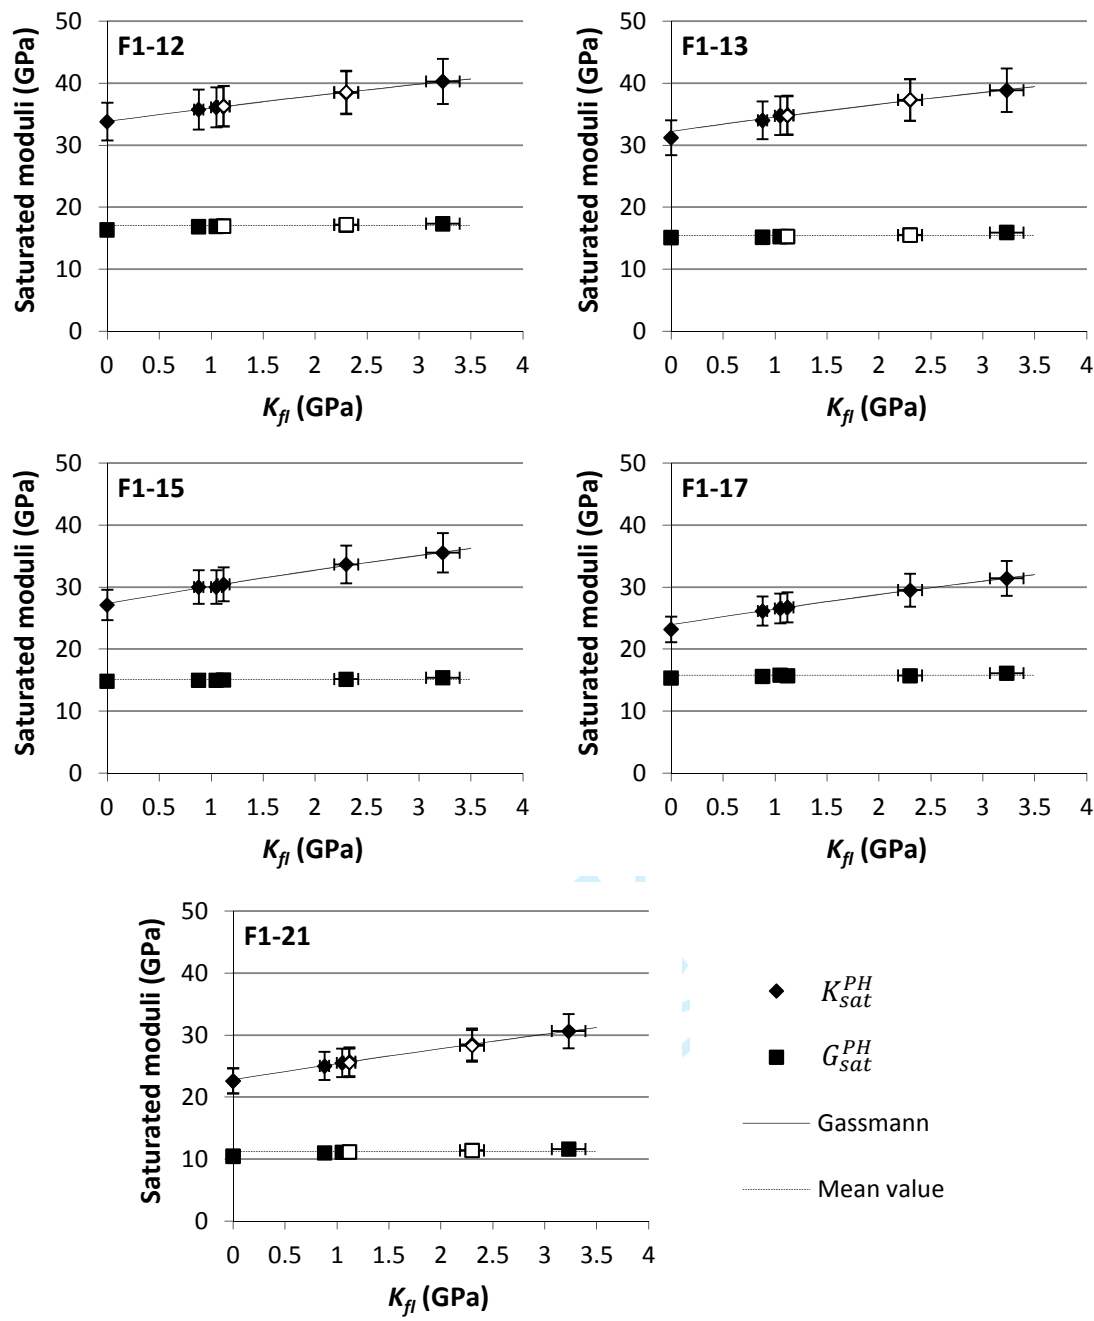 F1-12
Saturated moduli (GPa)
50
40
30
20
10
0
0 0.5 1 1.5 2 2.5 3 3.5 4
K_fl (GPa)
F1-13
Saturated moduli (GPa)
50
40
30
20
10
0
0 0.5 1 1.5 2 2.5 3 3.5 4
K_fl (GPa)
F1-15
Saturated moduli (GPa)
50
40
30
20
10
0
0 0.5 1 1.5 2 2.5 3 3.5 4
K_fl (GPa)
F1-17
Saturated moduli (GPa)
50
40
30
20
10
0
0 0.5 1 1.5 2 2.5 3 3.5 4
K_fl (GPa)
F1-21
Saturated moduli (GPa)
50
40
30
20
10
0
0 0.5 1 1.5 2 2.5 3 3.5 4
K_fl (GPa)
K_sat^PH
G_sat^PH
Gassmann
Mean value